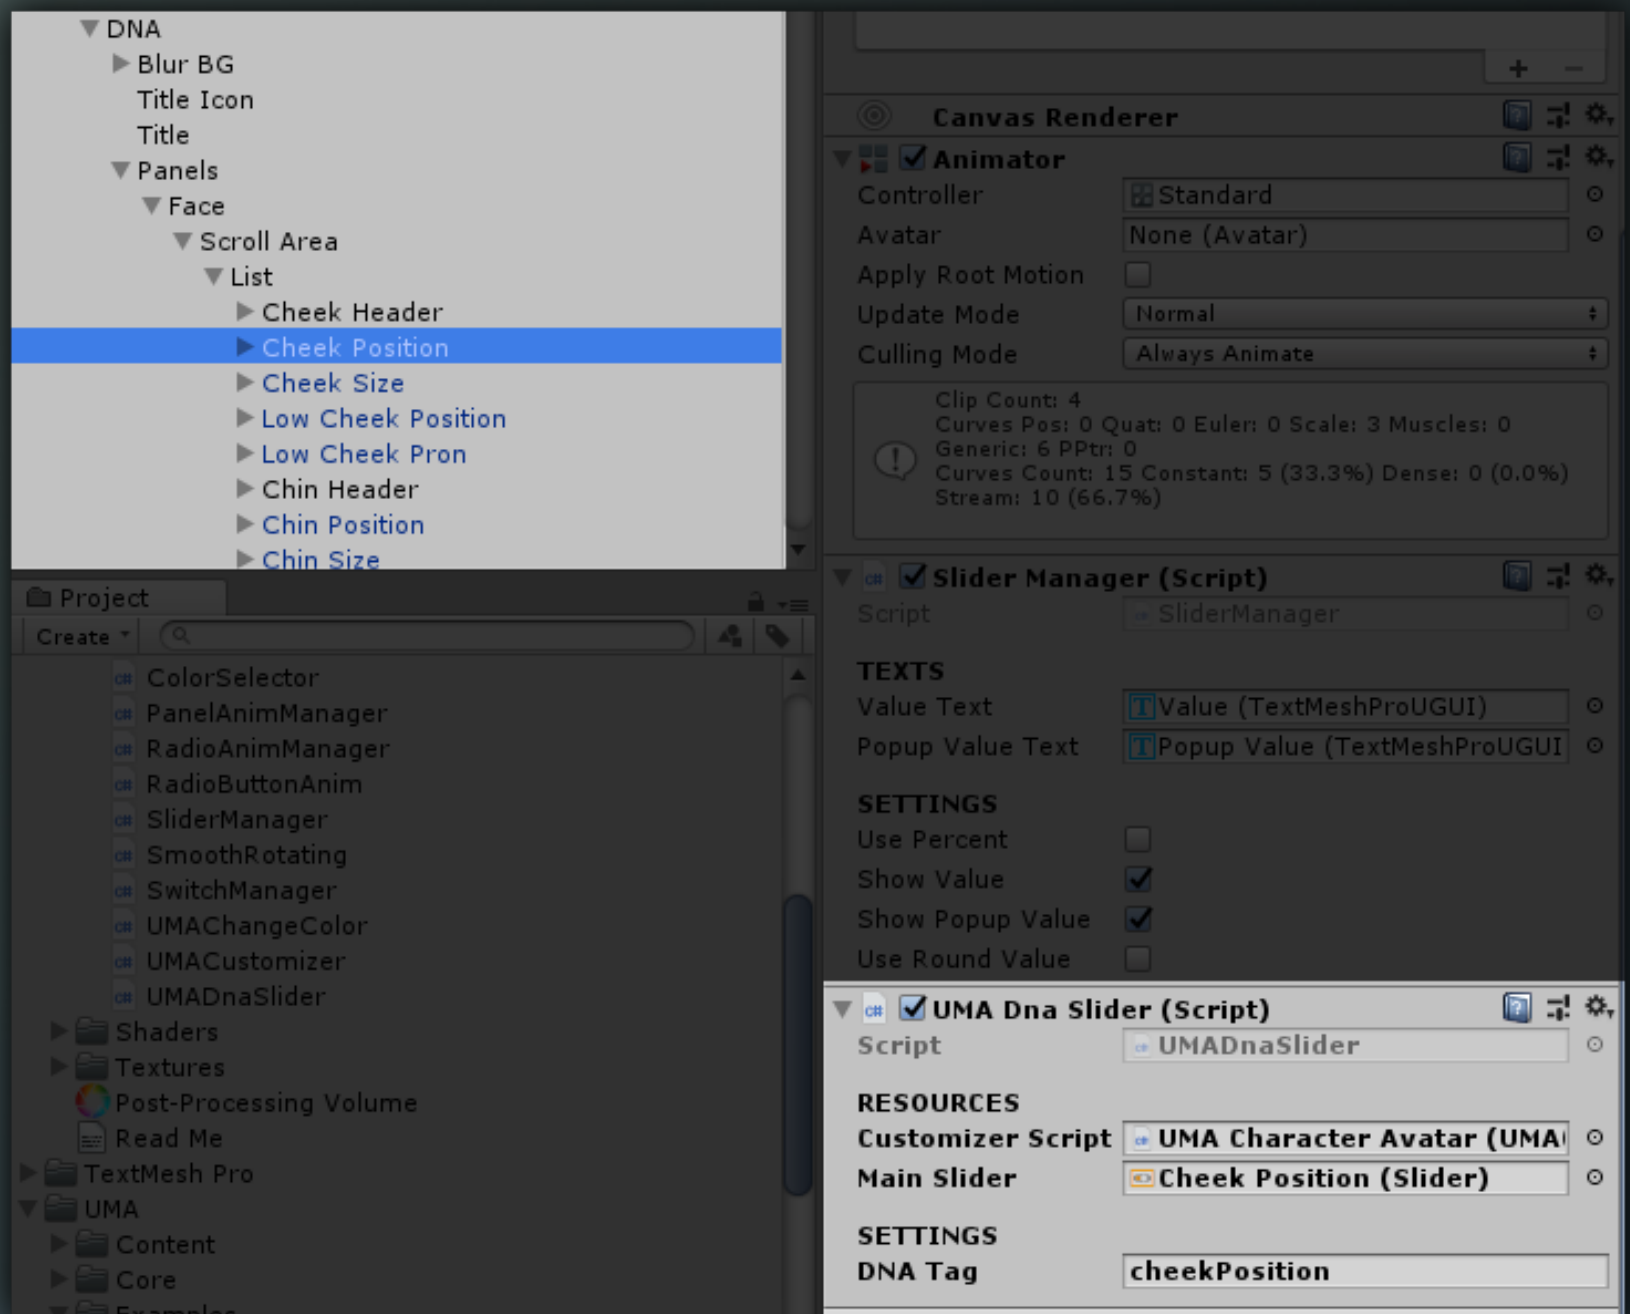 DNA
Blur BG
Title Icon
Title
Panels
Face
Scroll Area
List
Cheek Header
Cheek Position
Cheek Size
Low Cheek Position
Low Cheek Pron
Chin Header
Chin Position
Chin Size
Project
Create
ColorSelector
PanelAnimManager
RadioAnimManager
RadioButtonAnim
SliderManager
SmoothRotating
SwitchManager
UMAChangeColor
UMACustomizer
UMADnaSlider
Shaders
Textures
Post-Processing Volume
Read Me
TextMesh Pro
UMA
Content
Core
Examples
Canvas Renderer
Animator
Controller Standard
Avatar None (Avatar)
Apply Root Motion
Update Mode Normal
Culling Mode Always Animate
Clip Count: 4
Curves Pos: 0 Quat: 0 Euler: 0 Scale: 3 Muscles: 0
Generic: 6 PPtr: 0
Curves Count: 15 Constant: 5 (33.3%) Dense: 0 (0.0%)
Stream: 10 (66.7%)
Slider Manager (Script)
Script SliderManager
TEXTS
Value Text Value (TextMeshProUGUI)
Popup Value Text Popup Value (TextMeshProUGUI
SETTINGS
Use Percent
Show Value
Show Popup Value
Use Round Value
UMA Dna Slider (Script)
Script UMADnaSlider
RESOURCES
Customizer Script UMA Character Avatar (UMA
Main Slider Cheek Position (Slider)
SETTINGS
DNA Tag cheekPosition